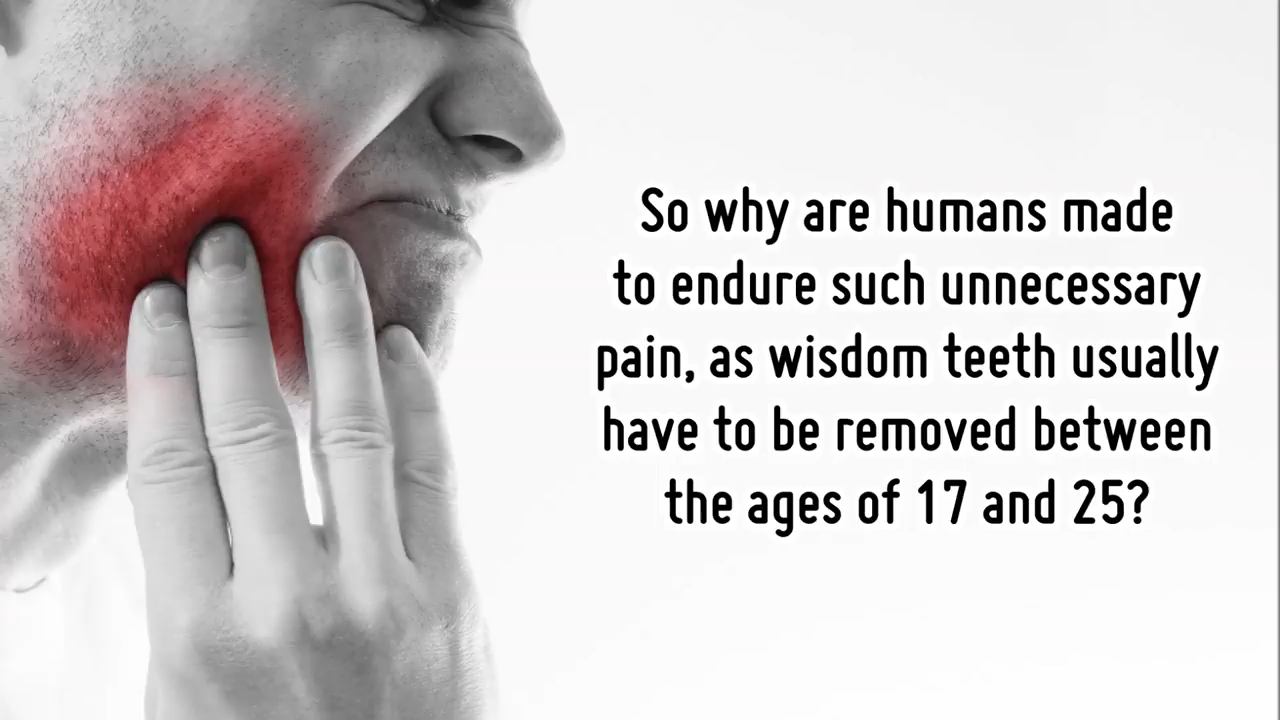 So why are humans made
to endure such unnecessary
pain, as wisdom teeth usually
have to be removed between
the ages of 17 and 25?